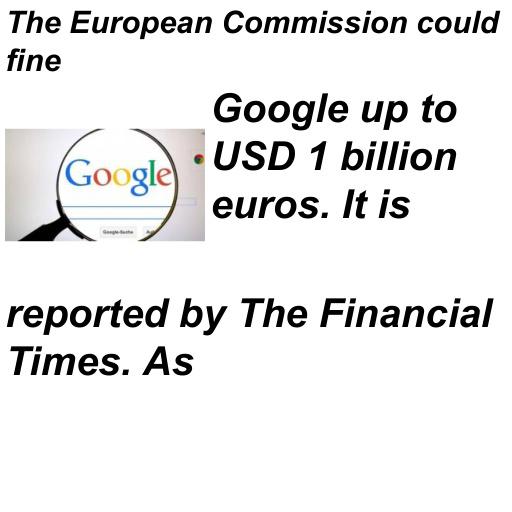 The European Commission could
fine
Google up to
USD 1 billion
euros. It is
Google
Google-Suche
reported by The Financial
Times. As